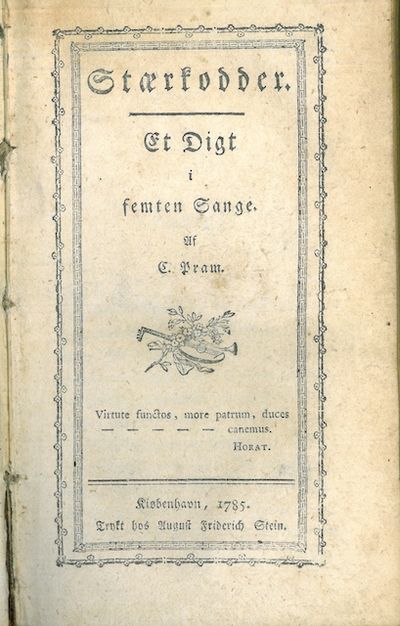 Stærkodder.
Et Digt
i
femten Sange.
Af
C. Pram.
Virtute functos, more patrum, duces
— — — — — canemus.
HORAT.
Kiøbenhavn, 1785.
Trykt hos August Friderich Stein.